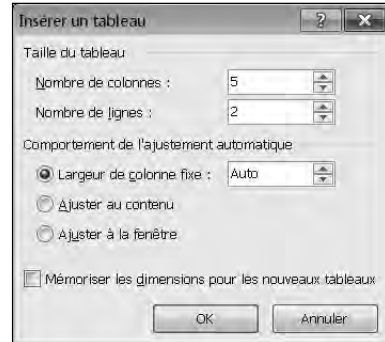 Insérer un tableau
Taille du tableau
Nombre de colonnes : 5
Nombre de lignes : 2
Comportement de l'ajustement automatique
Largeur de colonne fixe : Auto
Ajuster au contenu
Ajuster à la fenêtre
Mémoriser les dimensions pour les nouveaux tableaux
OK Annuler